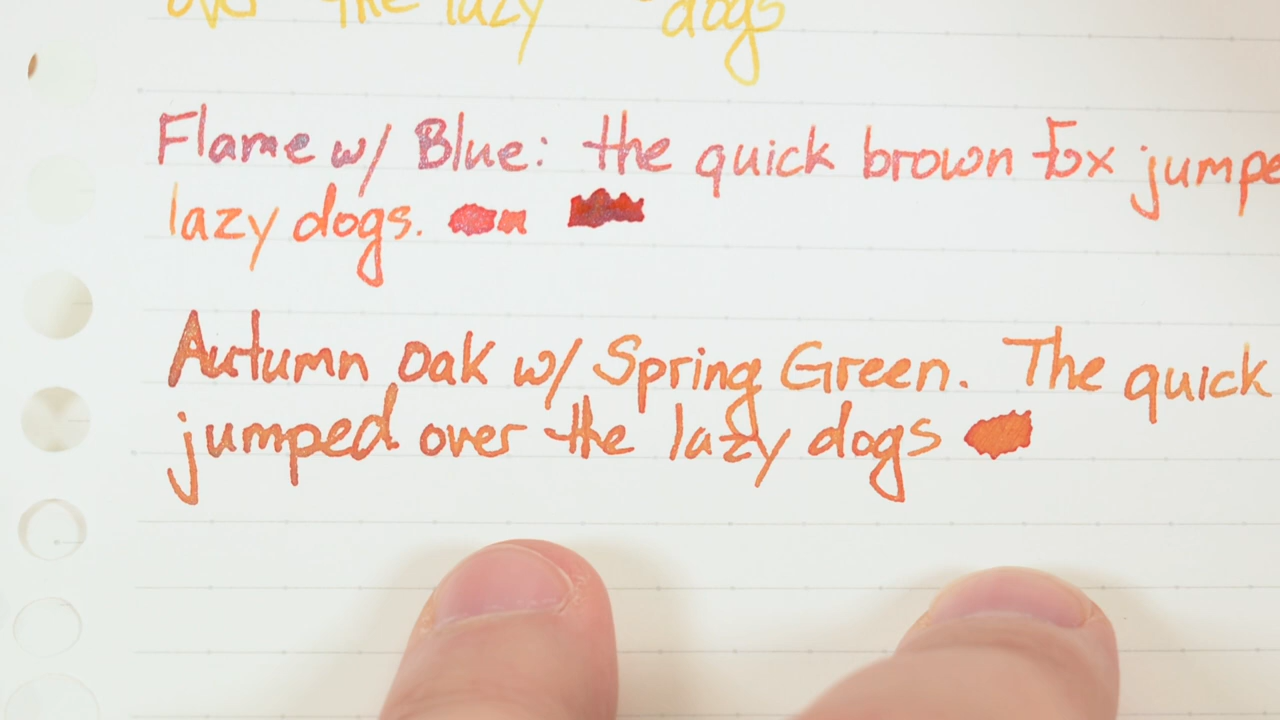 over the lazy dogs
Flame w/ Blue: the quick brown fox jumpe
lazy dogs.
Autumn Oak w/ Spring Green. The quick
jumped over the lazy dogs